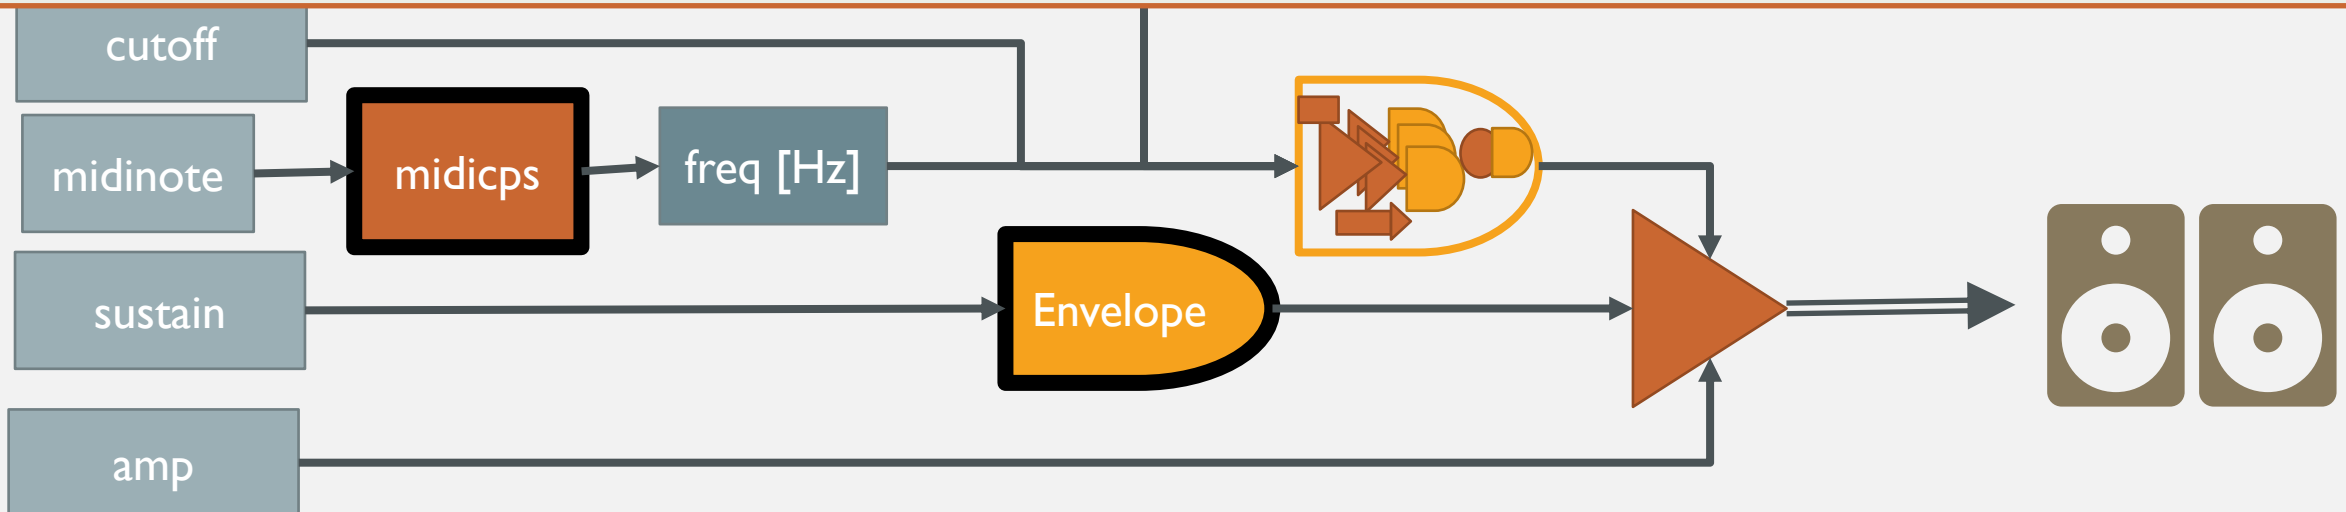 cutoff
midinote
midicps
freq [Hz]
sustain
Envelope
amp